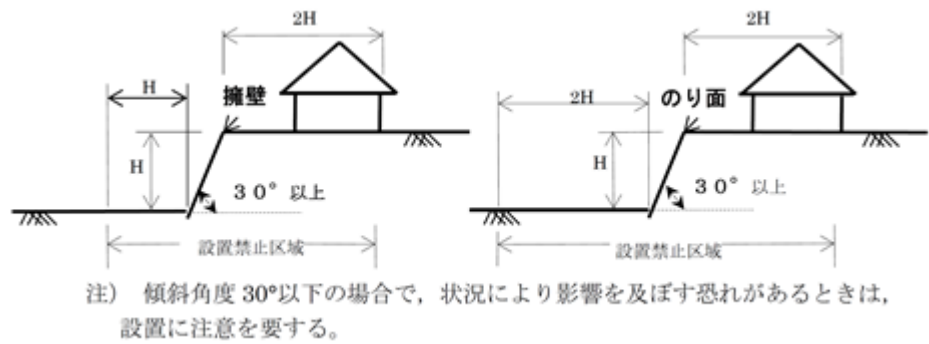 2H
2H
H
擁壁
2H
のり面
H
H
30° 以上
30° 以上
設置禁止区域
設置禁止区域
注) 傾斜角度 30°以下の場合で，状況により影響を及ぼす恐れがあるときは，
設置に注意を要する。